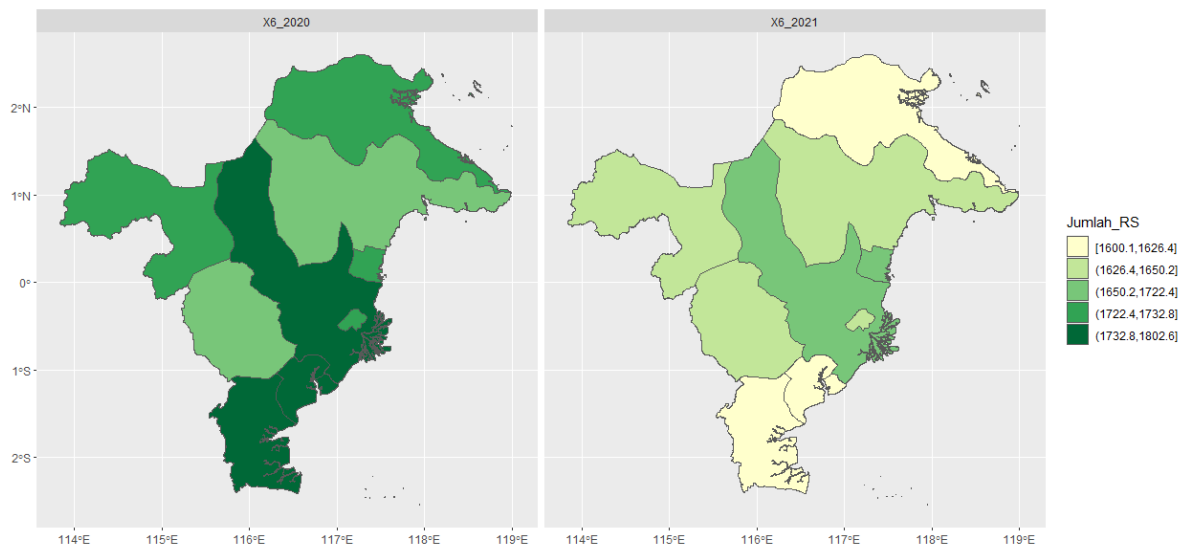 X6_2020
X6_2021
2°N
1°N
0°
1°S
2°S
114°E 115°E 116°E 117°E 118°E 119°E
114°E 115°E 116°E 117°E 118°E 119°E
Jumlah_RS
[1600.1,1626.4]
(1626.4,1650.2]
(1650.2,1722.4]
(1722.4,1732.8]
(1732.8,1802.6]